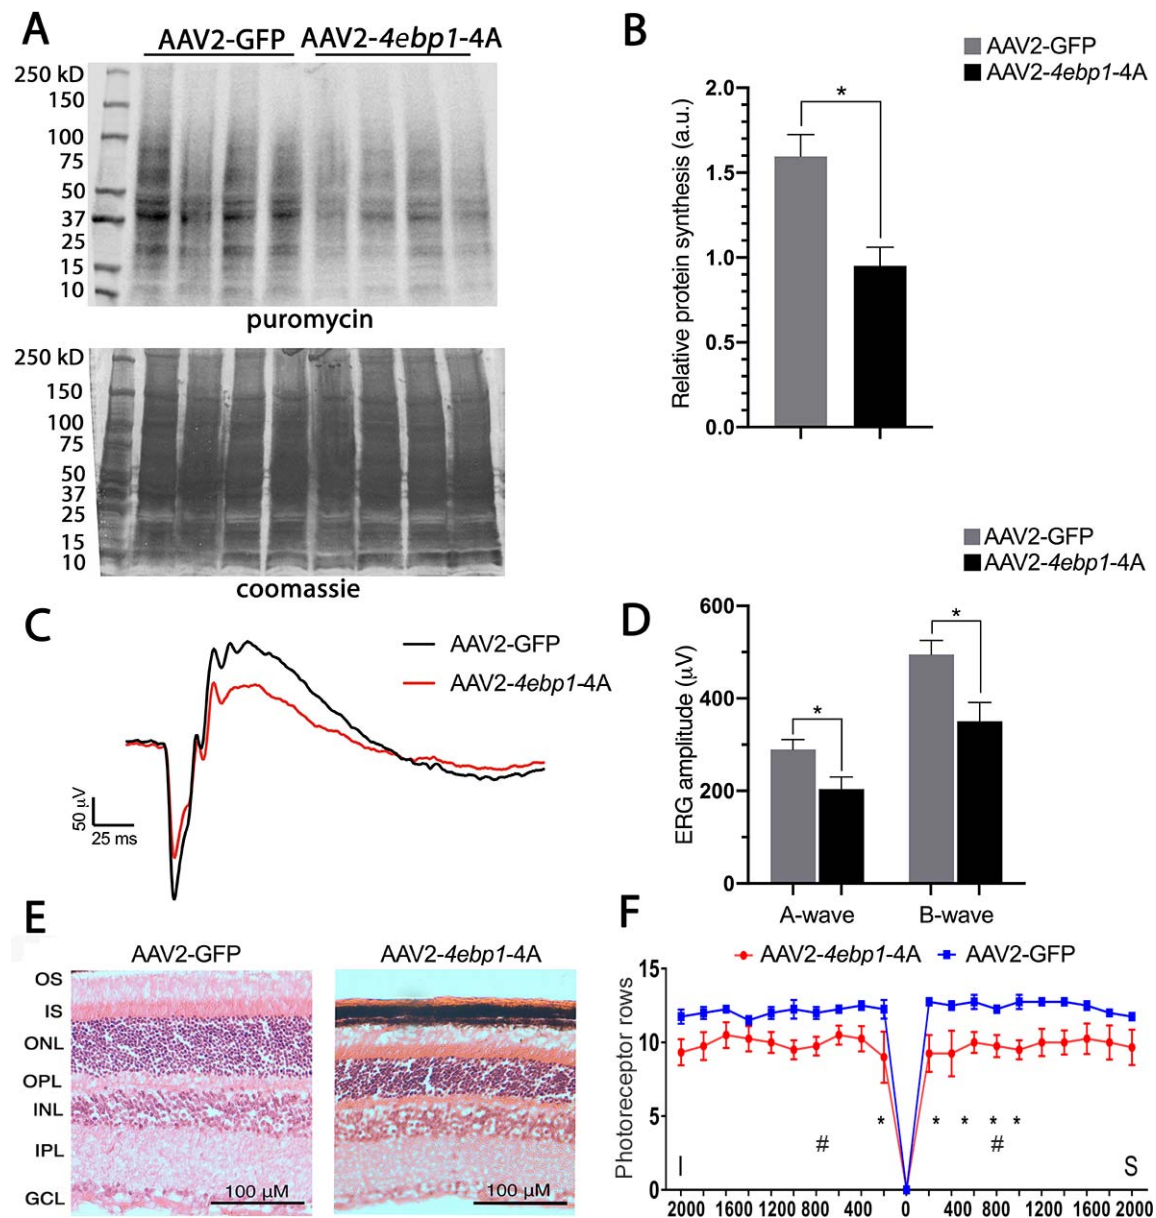 A
AAV2-GFP AAV2-4ebp1-4A
250 kD
150
100
75
50
37
25
15
10
puromycin
250 kD
150
100
75
50
37
25
15
10
coomassie
B
AAV2-GFP
AAV2-4ebp1-4A
Relative protein synthesis (a.u.)
2.0
1.5
1.0
0.5
0.0
*
C
AAV2-GFP
AAV2-4ebp1-4A
50 µV
25 ms
D
AAV2-GFP
AAV2-4ebp1-4A
ERG amplitude (µV)
600
400
200
0
*
*
A-wave B-wave
E
AAV2-GFP AAV2-4ebp1-4A
OS
IS
ONL
OPL
INL
IPL
GCL
100 µM 100 µM
F
AAV2-4ebp1-4A AAV2-GFP
Photoreceptor rows
15
10
5
0
* * * * *
# #
I S
2000 1600 1200 800 400 0 400 800 1200 1600 2000